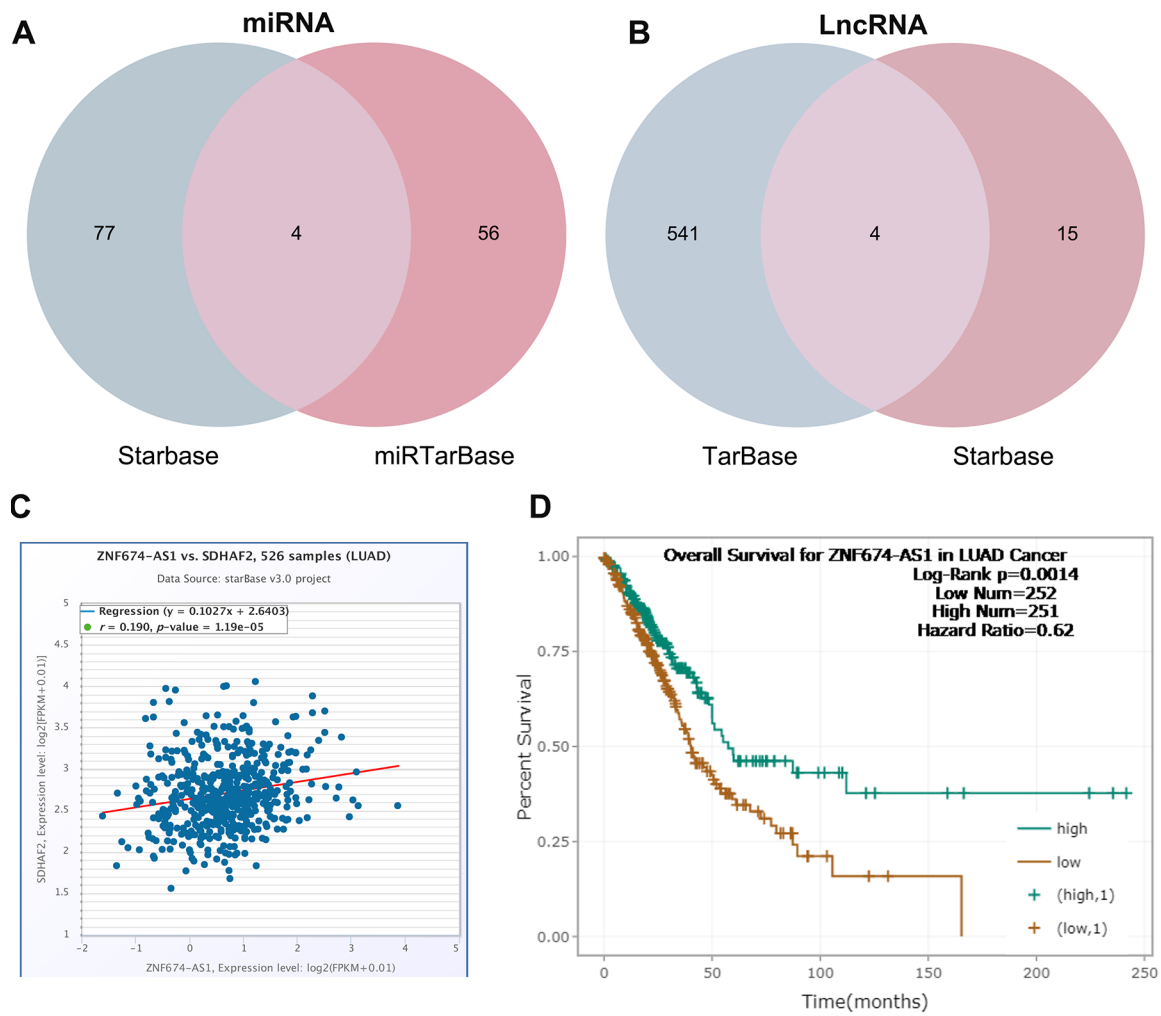 A
miRNA
77
4
56
Starbase
miRTarBase
B
LncRNA
541
4
15
TarBase
Starbase
C
ZNF674-AS1 vs. SDHAF2, 526 samples (LUAD)
Data Source: starBase v3.0 project
Regression (y = 0.1027x + 2.6403)
r = 0.190, p-value = 1.19e-05
SDHAF2, Expression level: log2[FPKM+0.01)]
5
4.5
4
3.5
3
2.5
2
1.5
1
-2
-1
0
1
2
3
4
5
ZNF674-AS1, Expression level: log2(FPKM+0.01)
D
Overall Survival for ZNF674-AS1 in LUAD Cancer
Log-Rank p=0.0014
Low Num=252
High Num=251
Hazard Ratio=0.62
Percent Survival
1.00
0.75
0.50
0.25
0.00
high
low
(high,1)
(low,1)
0
50
100
150
200
250
Time(months)